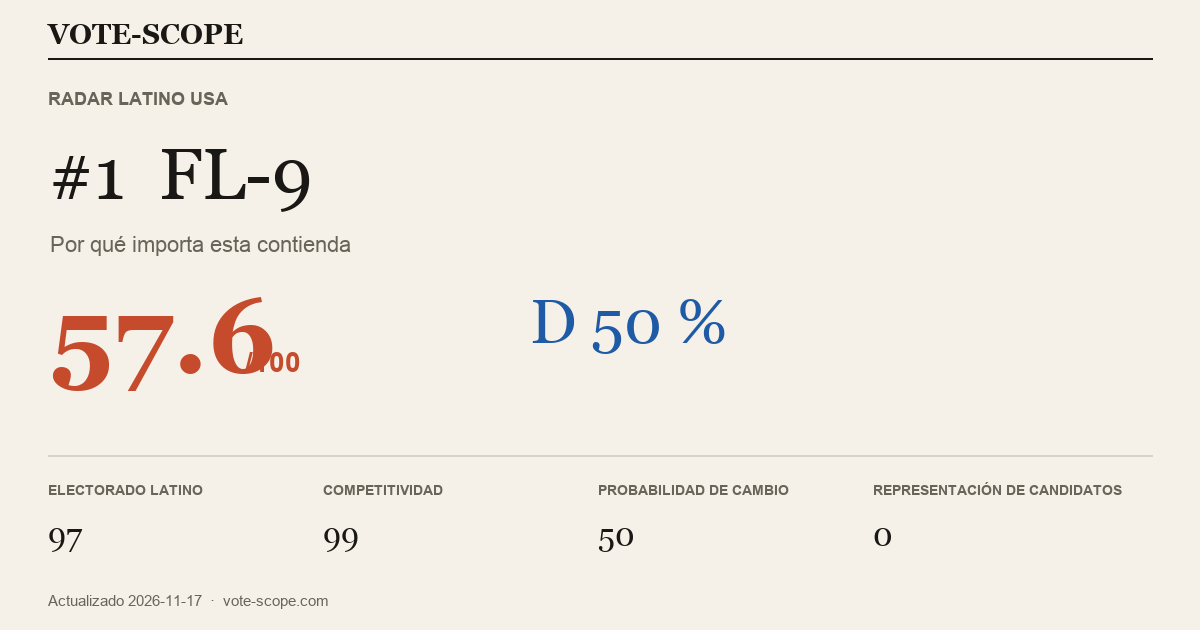 VOTE-SCOPE
RADAR LATINO USA
#1 FL-9
Por qué importa esta contienda
57.6/100
D 50 %
ELECTORADO LATINO
COMPETITIVIDAD
PROBABILIDAD DE CAMBIO
REPRESENTACIÓN DE CANDIDATOS
97
99
50
0
Actualizado 2026-11-17 · vote-scope.com